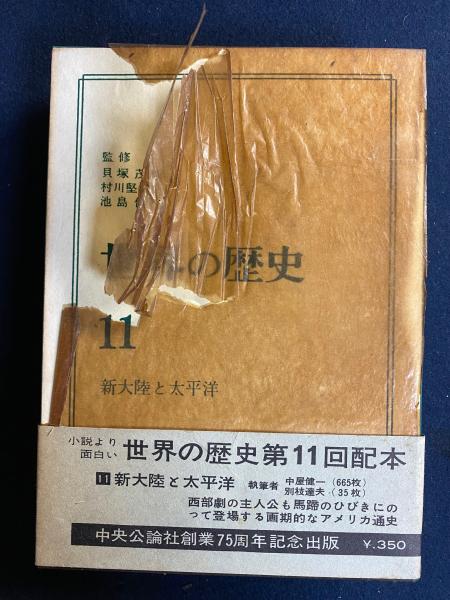 監修
貝塚茂
村川堅
池島
世界の歴史
11
新大陸と太平洋
小説より
面白い
世界の歴史第11回配本
11 新大陸と太平洋 執筆者 中屋健一(665枚)
別枝達夫(35枚)
西部劇の主人公も馬蹄のひびきにの
って登場する画期的なアメリカ通史
中央公論社創業75周年記念出版 ¥.350